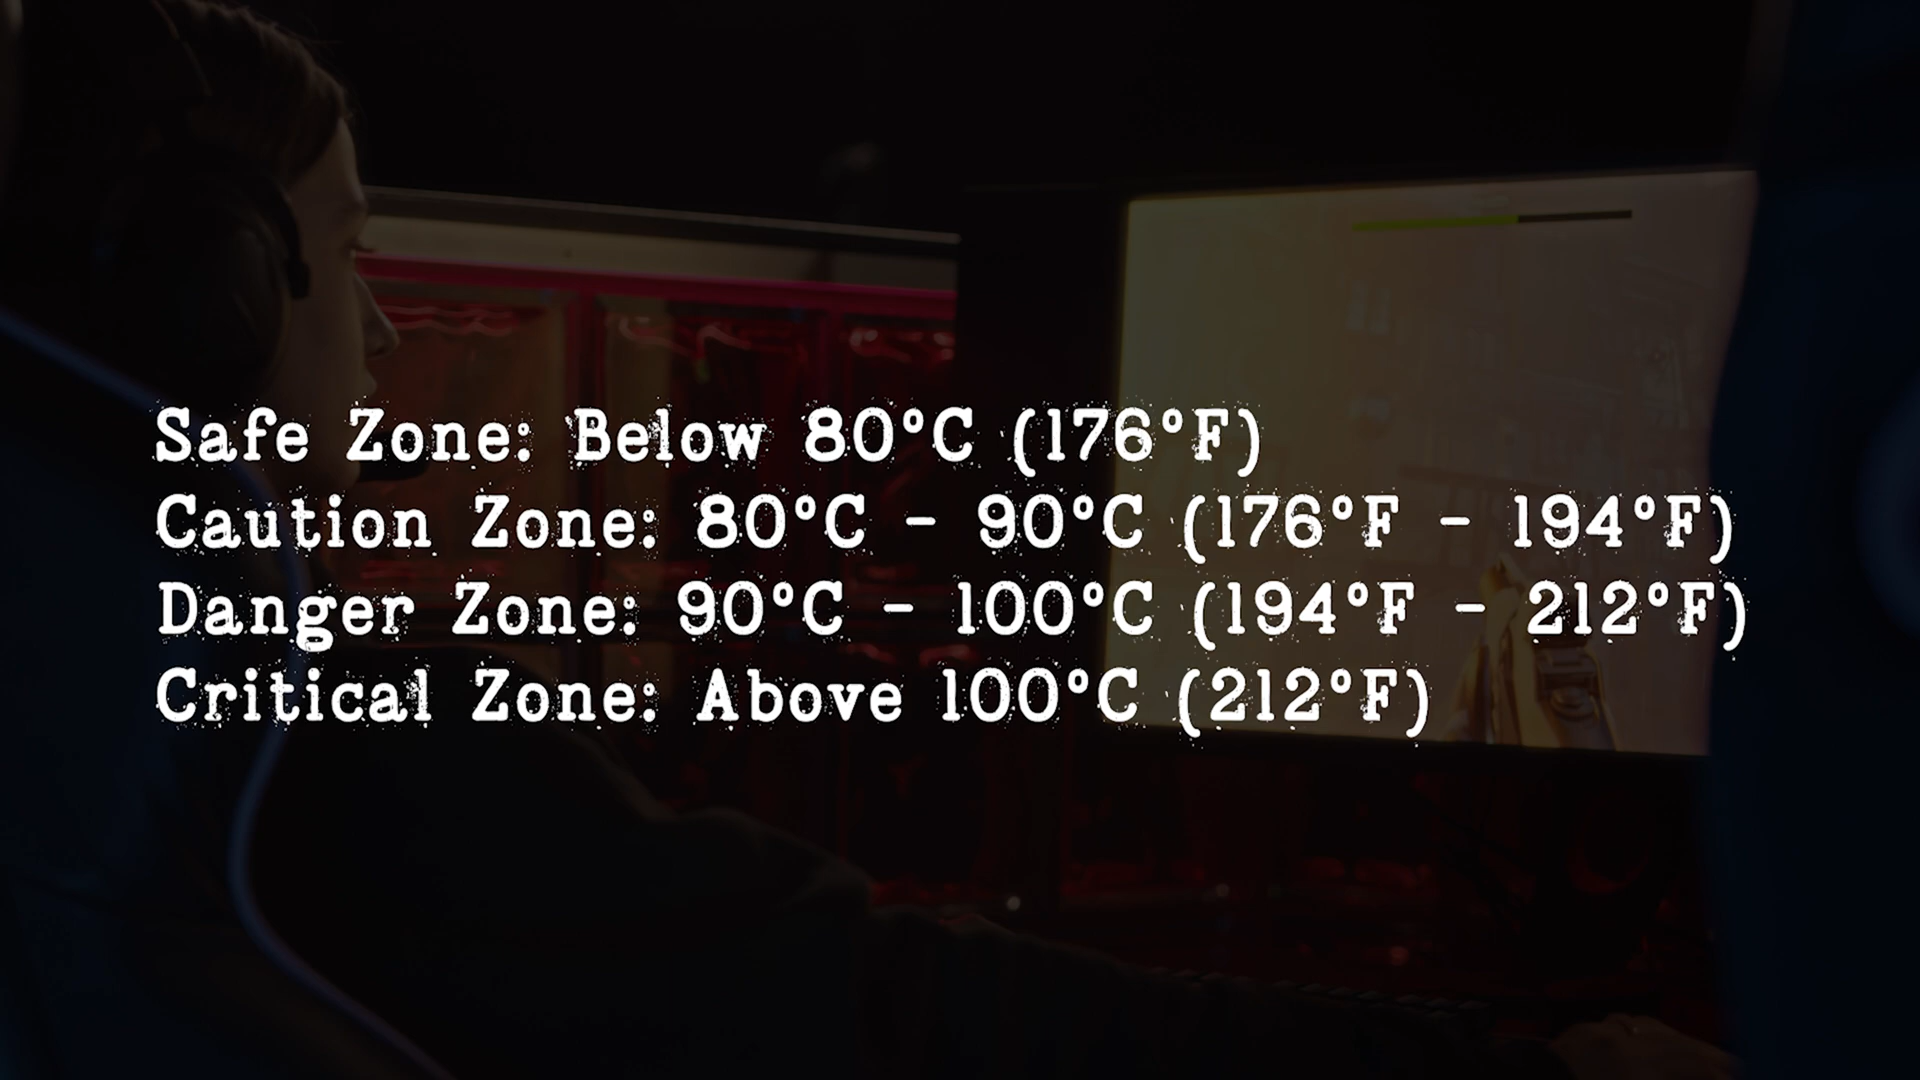 Safe Zone: Below 80°C (176°F)
Caution Zone: 80°C - 90°C (176°F - 194°F)
Danger Zone: 90°C - 100°C (194°F - 212°F)
Critical Zone: Above 100°C (212°F)